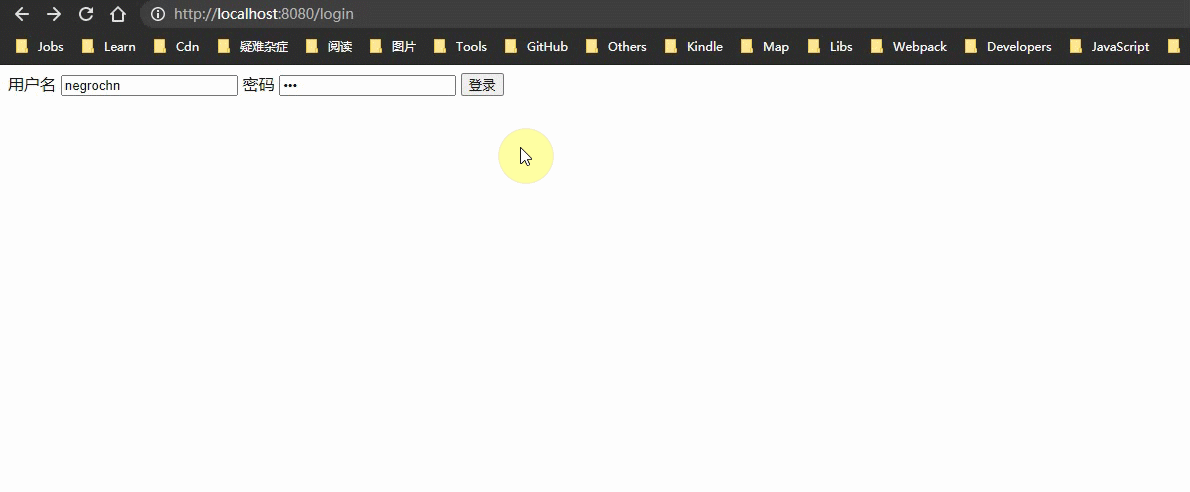 http://localhost:8080/login
Jobs Learn Cdn 疑难杂症 阅读 图片 Tools GitHub Others Kindle Map Libs Webpack Developers JavaScript
用户名 negrochn 密码 ••• 登录